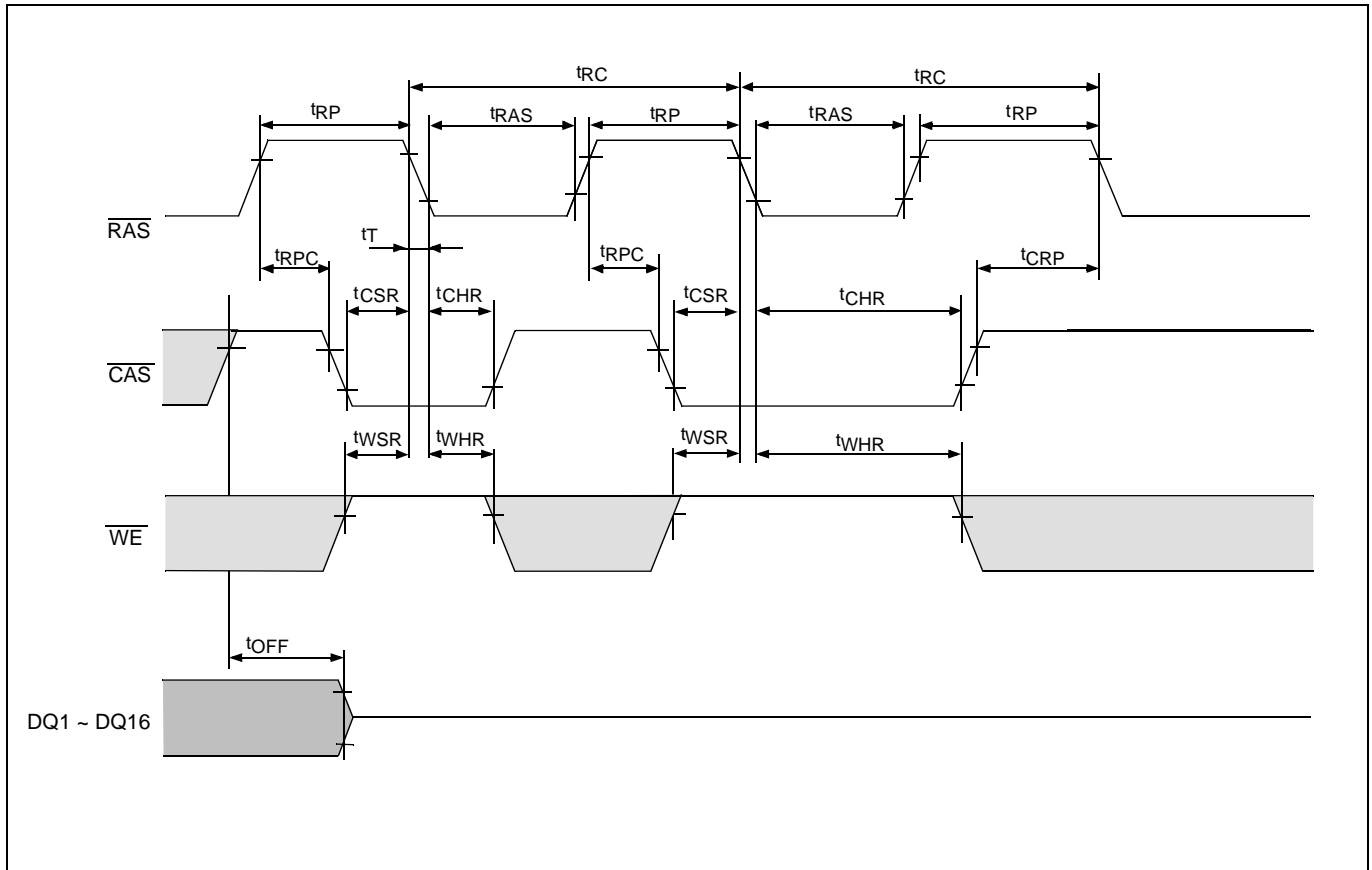 tRC tRC
tRP tRAS tRP tRAS tRP
RAS
tT
tRPC tRPC tCRP
tCSR tCHR tCSR tCHR
CAS
tWSR tWHR tWSR tWHR
WE
tOFF
DQ1 ~ DQ16